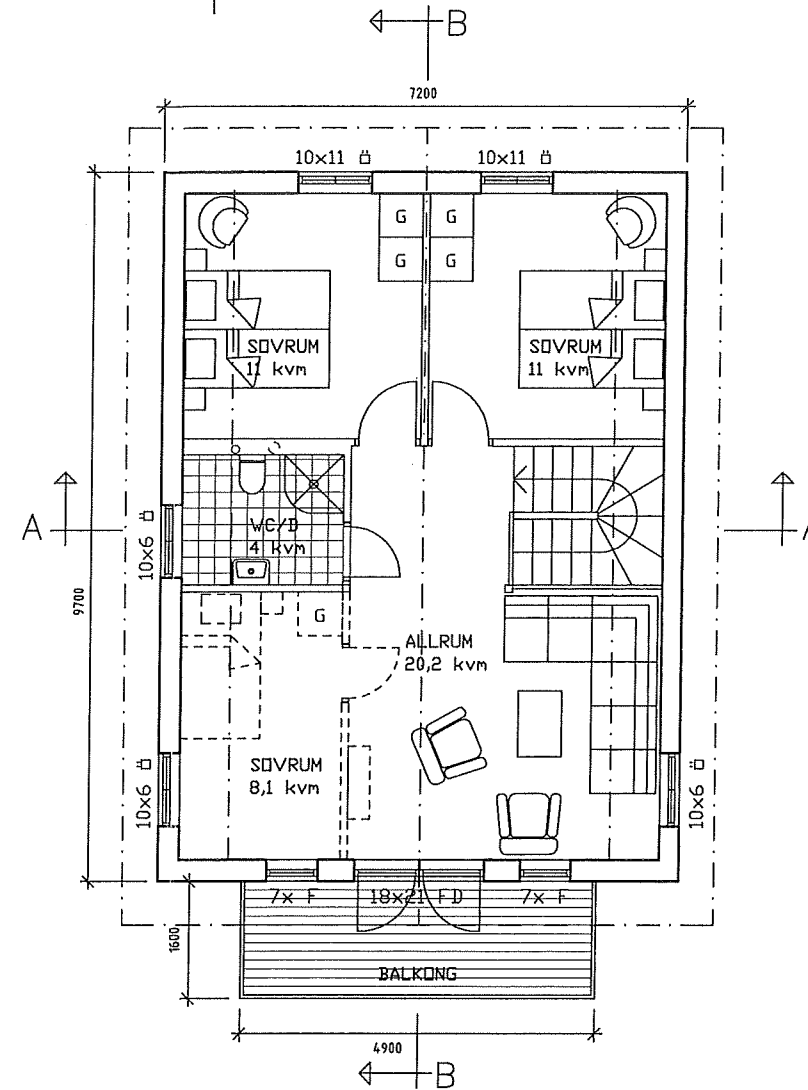 B
7200
10x11 Ö
10x11 Ö
G
G
G
G
SOVRUM
11 kvm
SOVRUM
11 kvm
A
10x6 Ö
WC/D
4 kvm
9700
G
ALLRUM
20,2 kvm
SOVRUM
8,1 kvm
10x6 Ö
10x6 Ö
7x F
18x21 FD
7x F
1600
BALKONG
4900
B